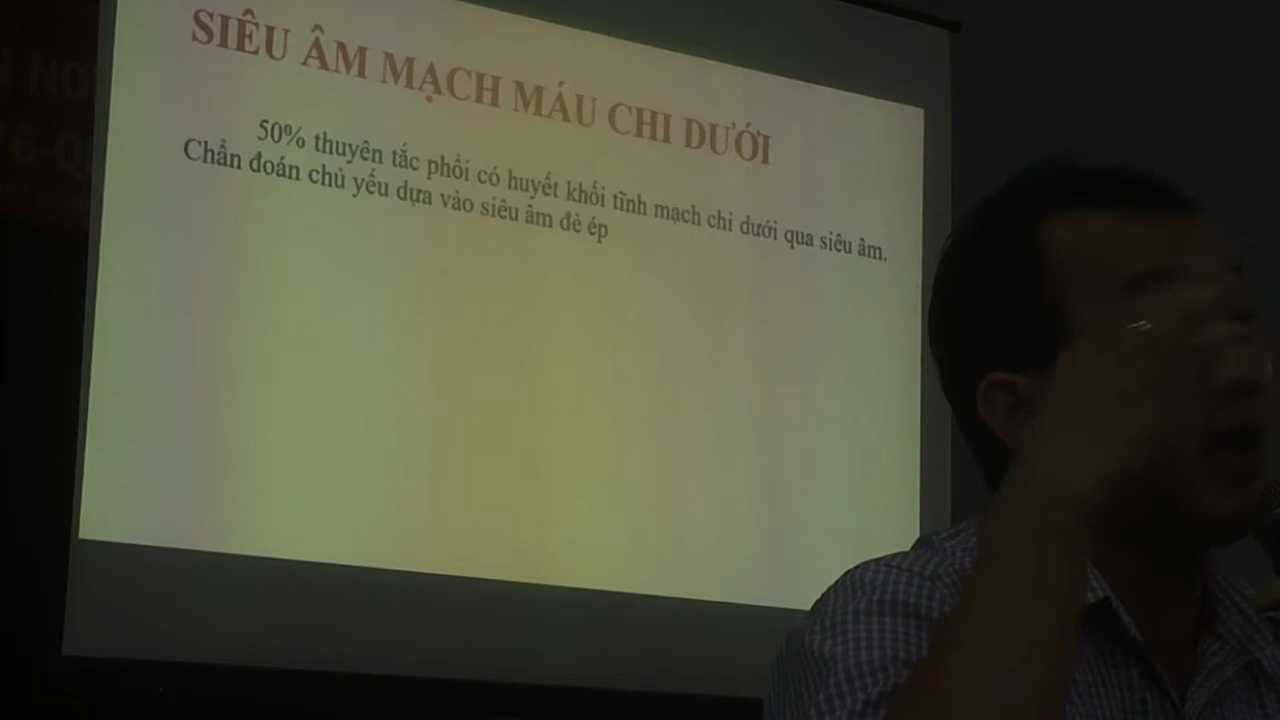 SIÊU ÂM MẠCH MÁU CHI DƯỚI
50% thuyên tắc phổi có huyết khối tĩnh mạch chi dưới qua siêu âm.
Chẩn đoán chủ yếu dựa vào siêu âm đè ép